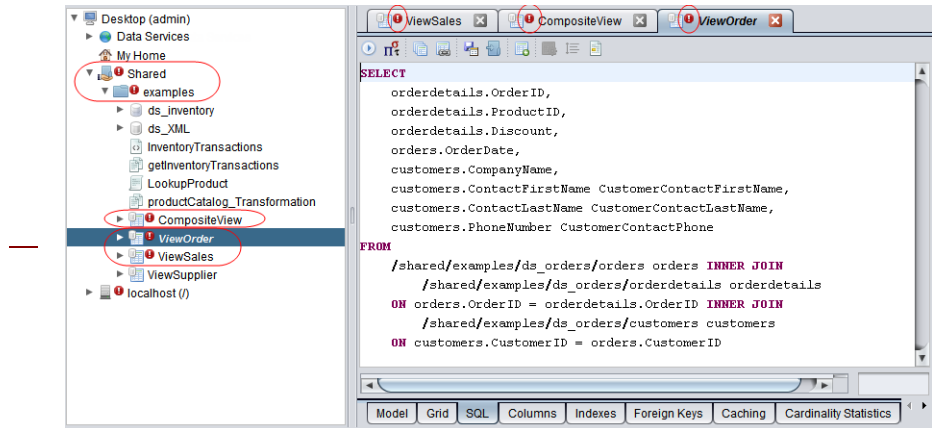 Desktop (admin)
Data Services
My Home
Shared
examples
ds_inventory
ds_XML
InventoryTransactions
getInventoryTransactions
LookupProduct
productCatalog_Transformation
CompositeView
ViewOrder
ViewSales
ViewSupplier
localhost (/)
ViewSales CompositeView ViewOrder
SELECT
orderdetails.OrderID,
orderdetails.ProductID,
orderdetails.Discount,
orders.OrderDate,
customers.CompanyName,
customers.ContactFirstName CustomerContactFirstName,
customers.ContactLastName CustomerContactLastName,
customers.PhoneNumber CustomerContactPhone
FROM
/shared/examples/ds_orders/orders orders INNER JOIN
/shared/examples/ds_orders/orderdetails orderdetails
ON orders.OrderID = orderdetails.OrderID INNER JOIN
/shared/examples/ds_orders/customers customers
ON customers.CustomerID = orders.CustomerID
Model Grid SQL Columns Indexes Foreign Keys Caching Cardinality Statistics